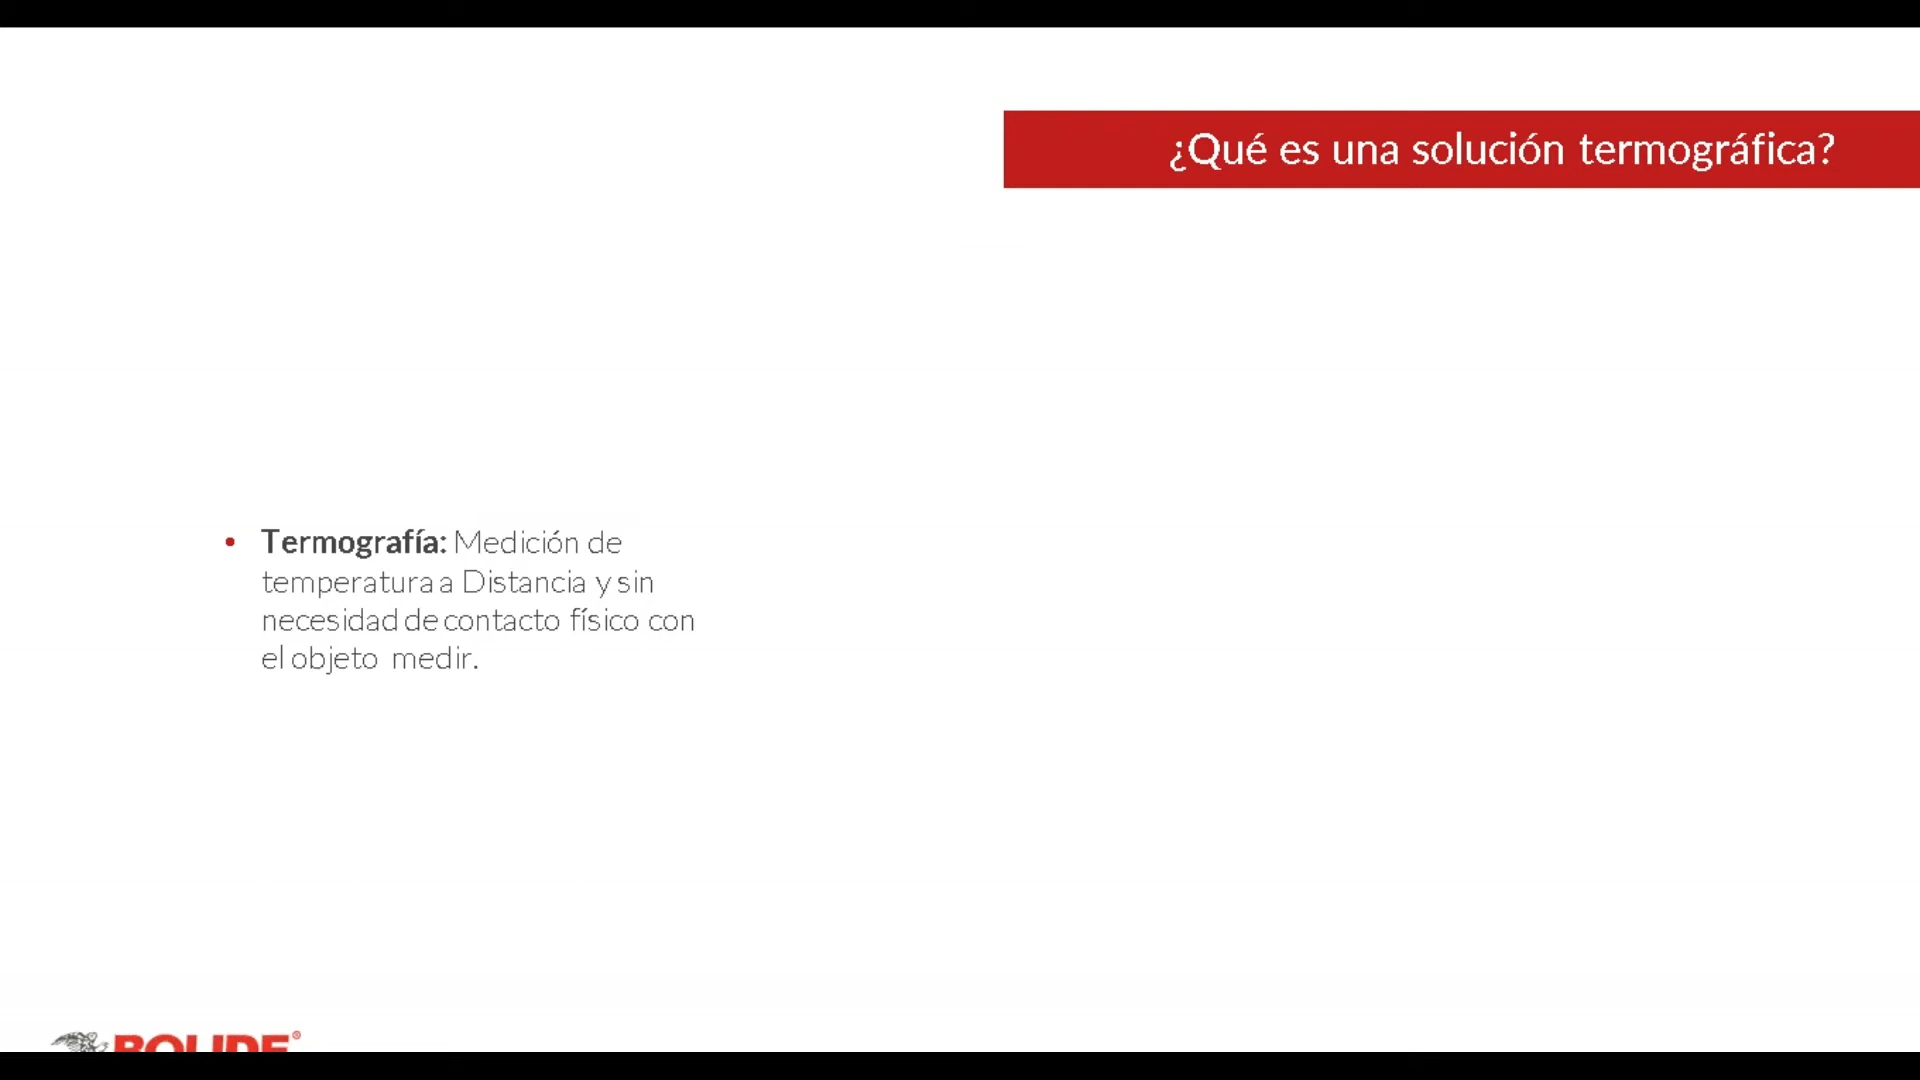 ¿Qué es una solución termográfica?
• Termografía: Medición de
temperatura a Distancia y sin
necesidad de contacto físico con
el objeto medir.
BOLIDE®